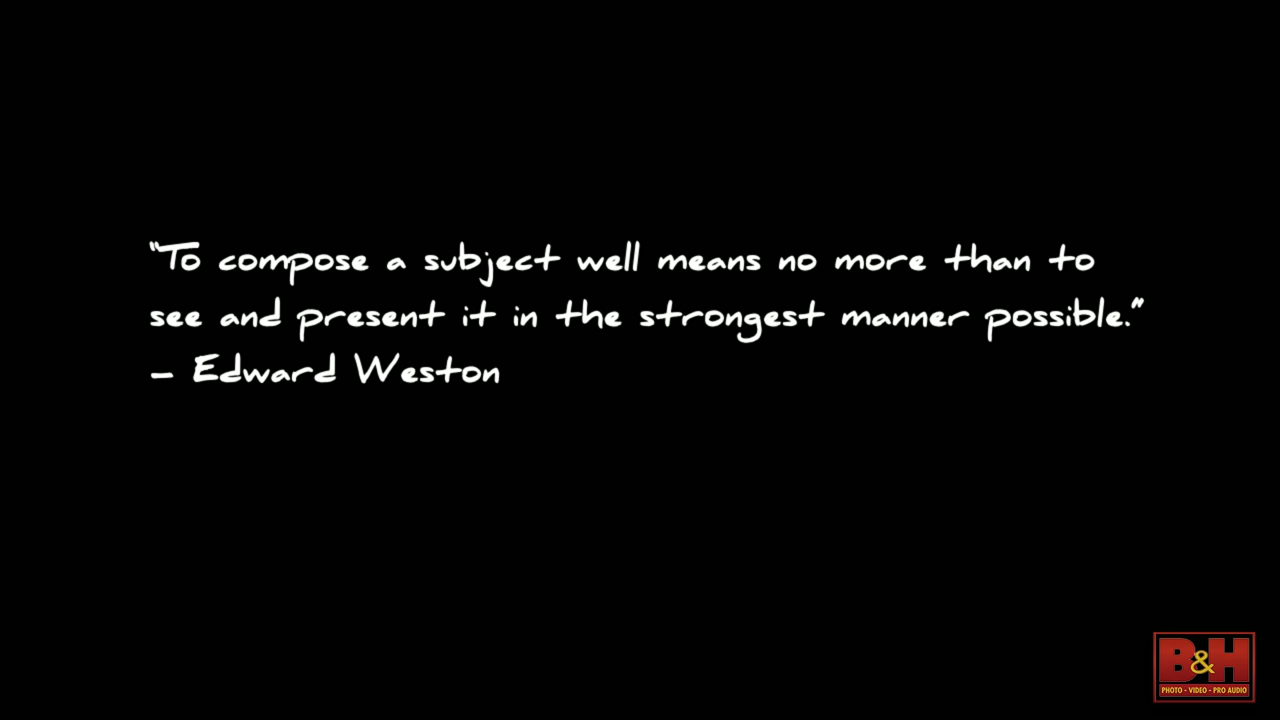 "To compose a subject well means no more than to
see and present it in the strongest manner possible."
– Edward Weston
B&H
PHOTO - VIDEO - PRO AUDIO